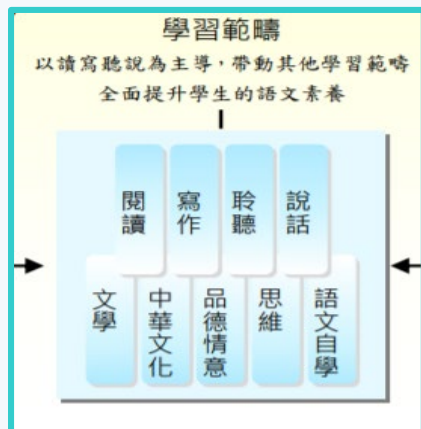 學習範疇
以讀寫聽說為主導，帶動其他學習範疇
全面提升學生的語文素養
閱讀
寫作
聆聽
說話
文學
中華文化
品德情意
思維
語文自學